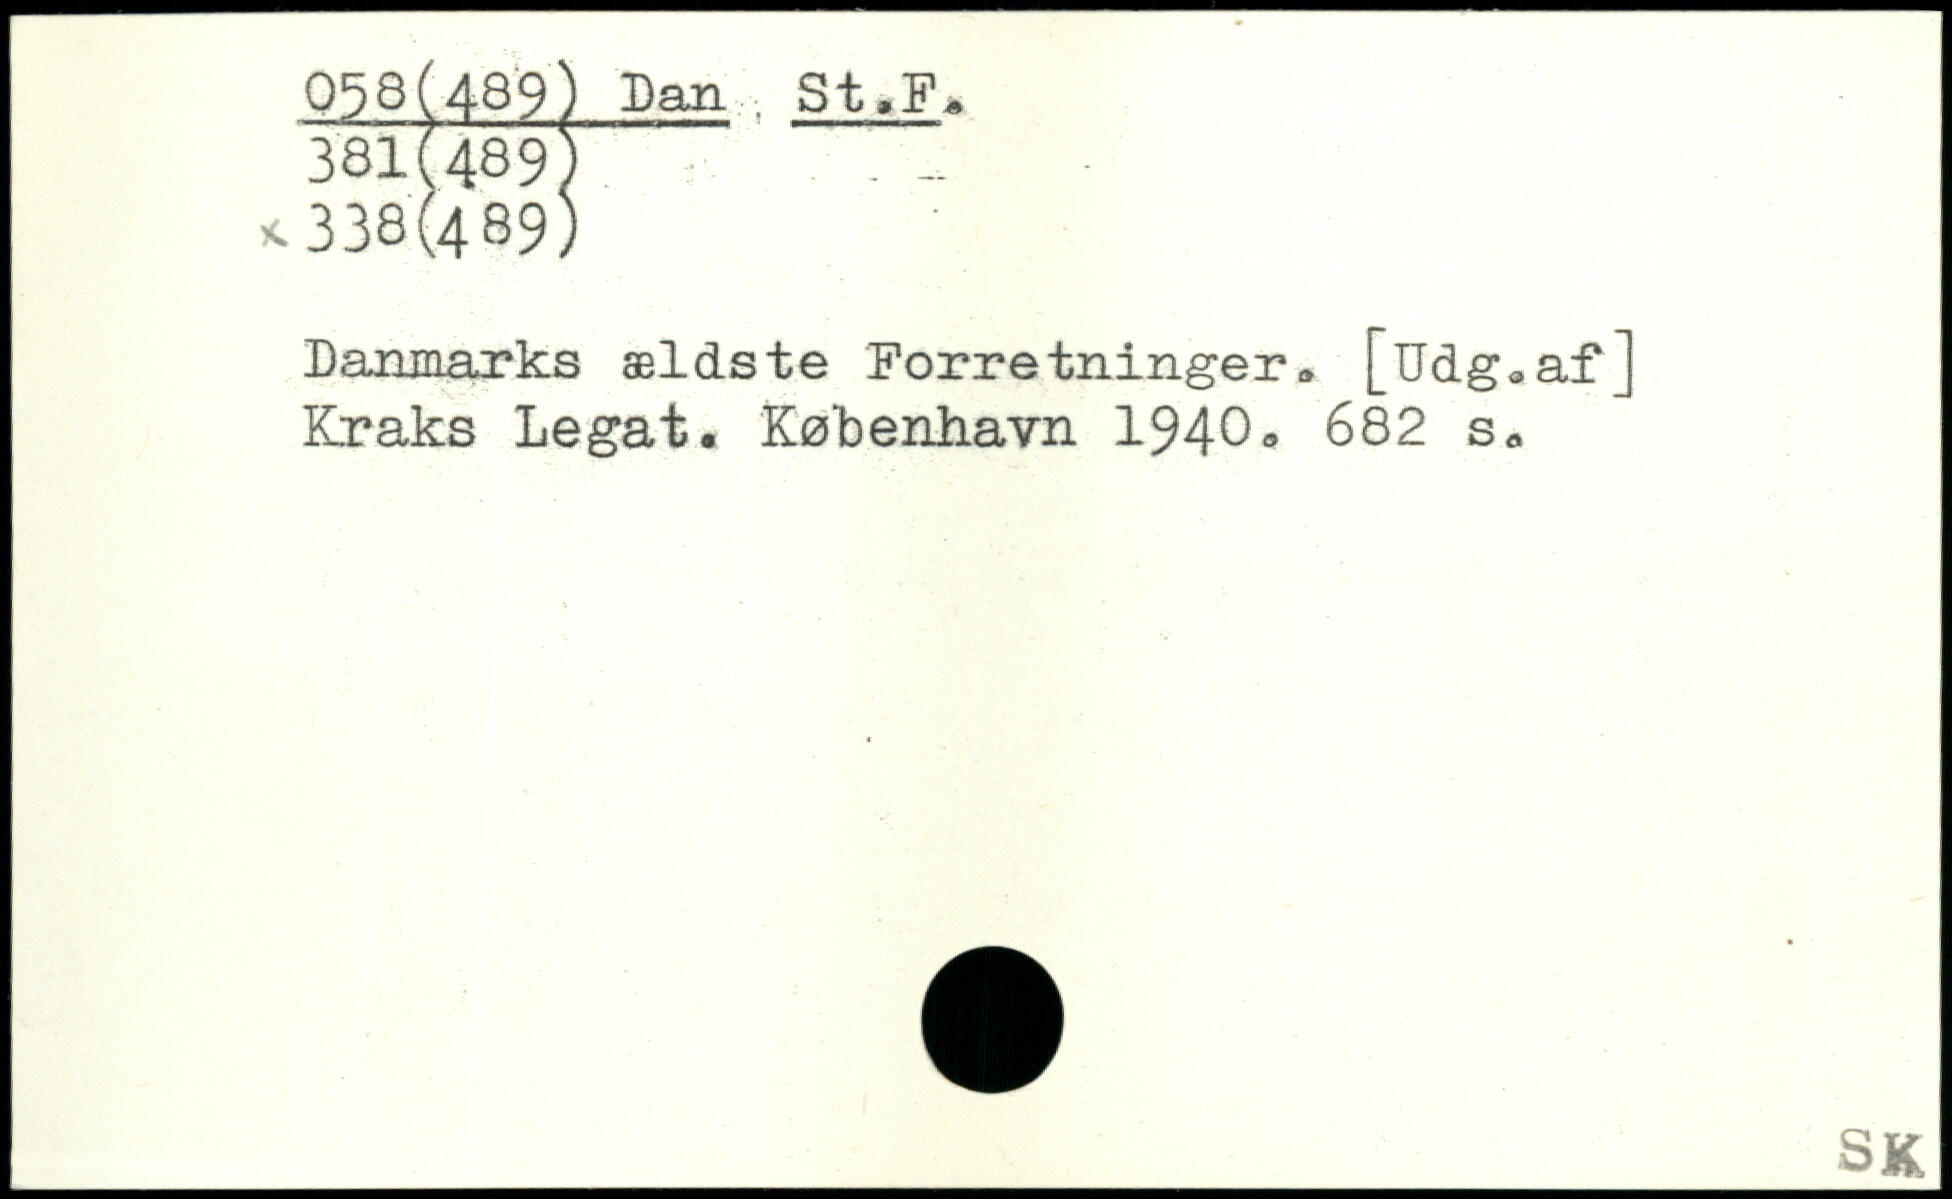 058(489) Dan St.F.
381(489)
x 338(489)
Danmarks ældste Forretninger. [Udg.af]
Kraks Legat. København 1940. 682 s.
SK